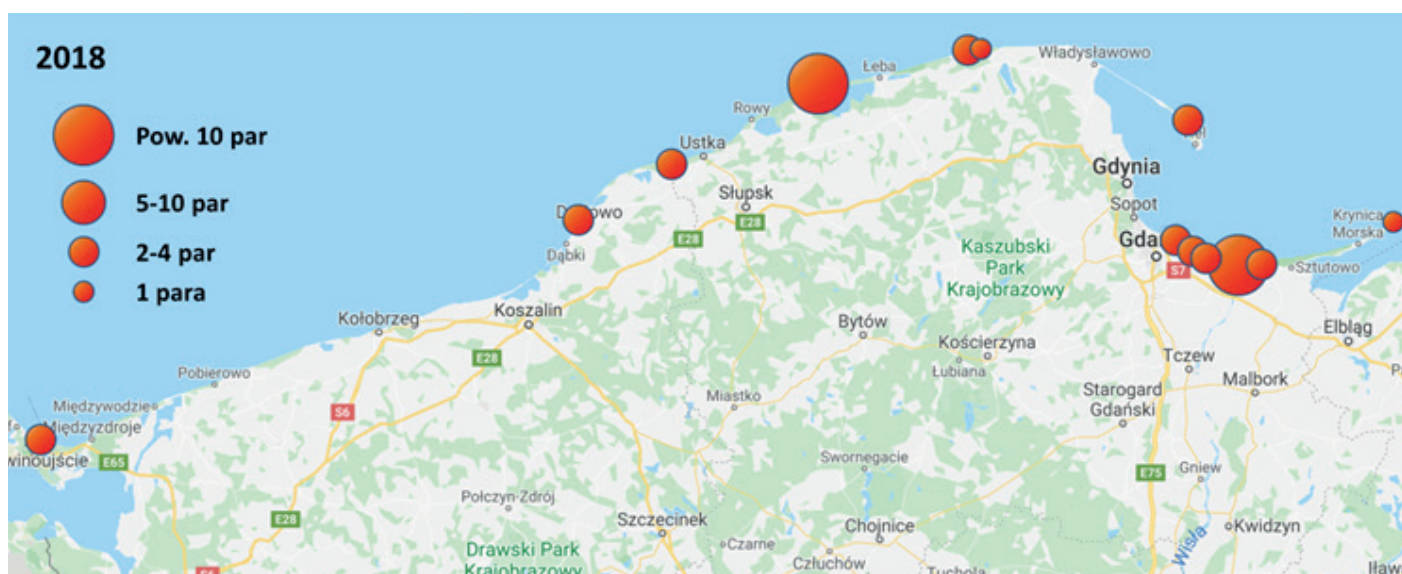 2018
Pow. 10 par
5-10 par
2-4 par
1 para
Łeba
Władysławowo
Rowy
Ustka
Gdynia
Słupsk
Sopot
E28
E28
Krynica
Morska
Dąbki
Kaszubski
Park
Krajobrazowy
S7
Sztutowo
Kołobrzeg
Koszalin
Bytów
Elbląg
Kościerzyna
E28
Łubiana
Tczew
Pobierowo
Malbork
Miastko
Starogard
Gdański
Międzywodzie
S6
Międzyzdroje
E65
Swornegacie
E75
Gniew
Połczyn-Zdrój
E28
Szczecinek
Chojnice
Kwidzyn
Wisła
Czarne
Drawski Park
Krajobrazowy
Człuchów
Tuchola